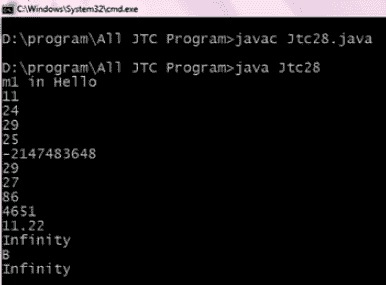 C:\Windows\System32\cmd.exe
D:\program\All JTC Program>javac Jtc28.java
D:\program\All JTC Program>java Jtc28
m1 in Hello
11
24
29
25
-2147483648
29
27
86
4651
11.22
Infinity
B
Infinity